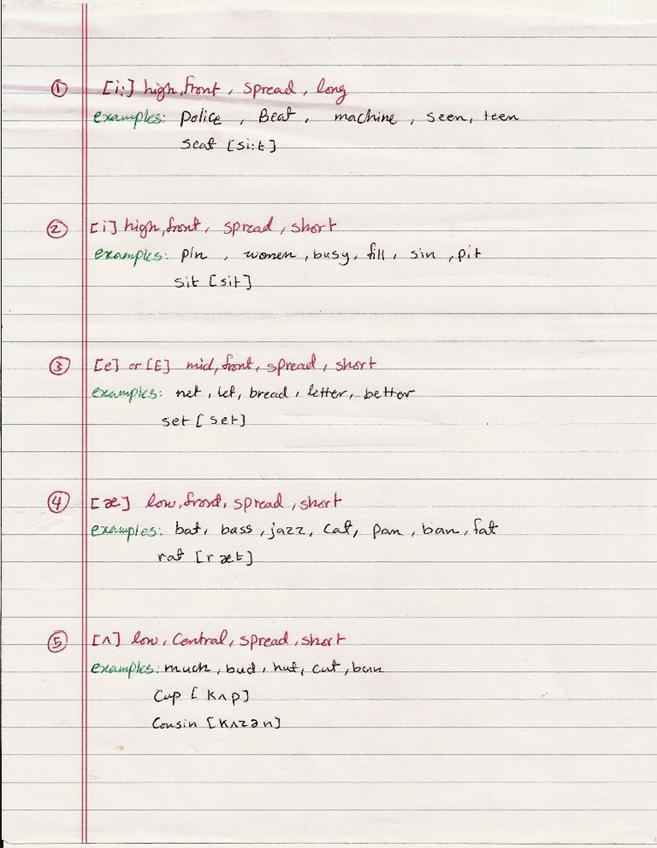 ① [i:] high, front, spread, long
examples: police, Beat, machine, seen, teen
seat [si:t]
② [i] high, front, spread, short
examples: pin, women, busy, fill, sin, pit
sit [sit]
③ [e] or [E] mid, front, spread, short
examples: net, let, bread, letter, better
set [set]
④ [æ] low, front, spread, short
examples: bat, bass, jazz, cat, pan, ban, fat
rat [ræt]
⑤ [ʌ] low, central, spread, short
examples: much, bud, hut, cut, bun
Cup [kʌp]
Cousin [kʌzən]